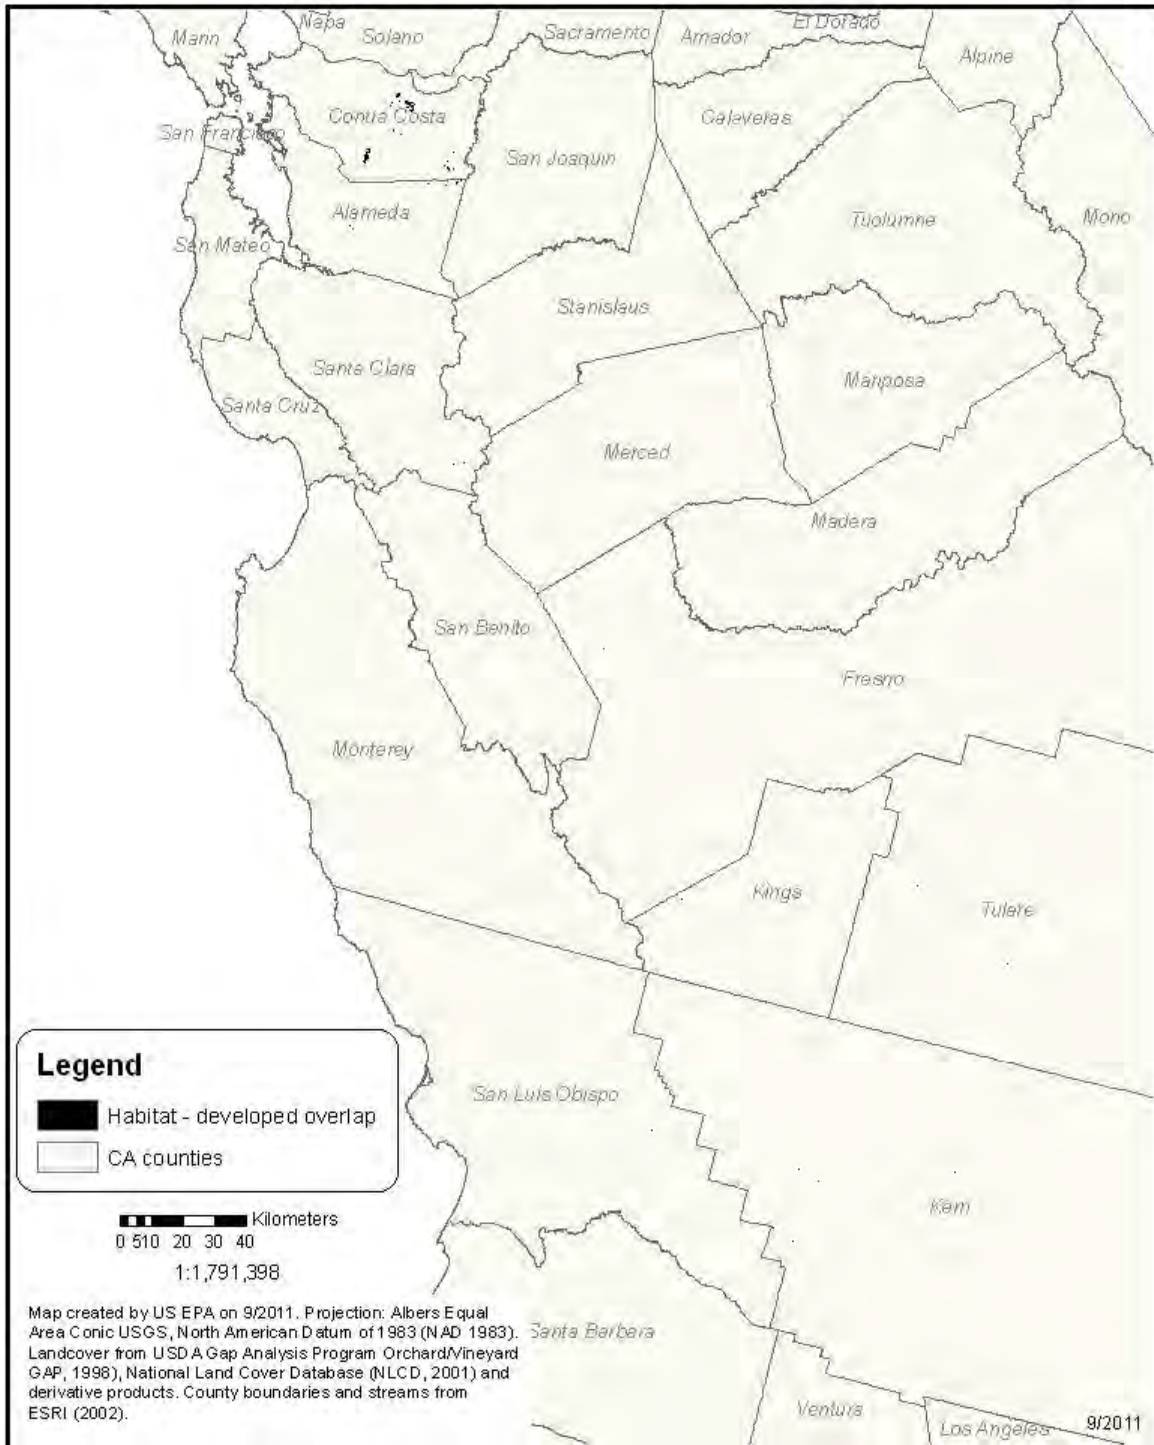 Napa
El Dorado
Marin
Solano
Sacramento
Amador
Alpine
Conua Costa
Calaveras
San Francisco
San Joaquin
Alameda
Tuolumne
Mono
San Mateo
Stanislaus
Santa Clara
Mariposa
Santa Cruz
Merced
Madera
San Benito
Fresno
Monterey
Kings
Tulare
Legend
Habitat - developed overlap
CA counties
San Luis Obispo
Kern
Kilometers
0 510 20 30 40
1:1,791,398
Map created by US EPA on 9/2011. Projection: Albers Equal
Area Conic USGS, North American Datum of 1983 (NAD 1983).
Landcover from USDA Gap Analysis Program Orchard/Vineyard
GAP, 1998), National Land Cover Database (NLCD, 2001) and
derivative products. County boundaries and streams from
ESRI (2002).
Santa Barbara
Ventura
Los Angeles
9/2011